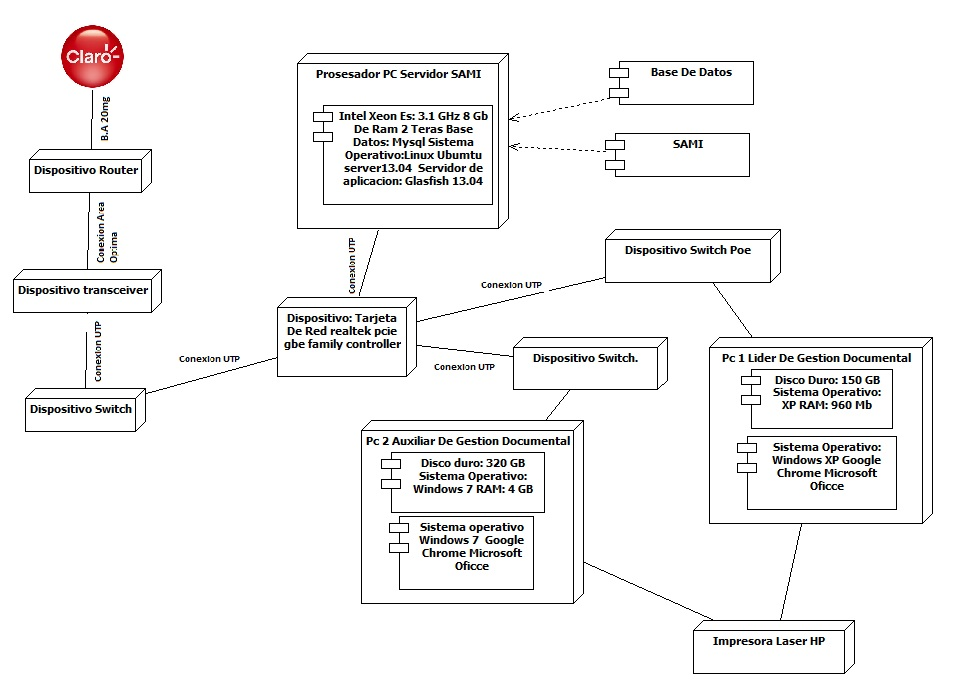 Claro
B.A 20mg
Dispositivo Router
Conexion Area
Optima
Dispositivo transceiver
Conexion UTP
Dispositivo Switch
Conexion UTP
Prosesador PC Servidor SAMI
Intel Xeon Es: 3.1 GHz 8 Gb
De Ram 2 Teras Base
Datos: Mysql Sistema
Operativo:Linux Ubumtu
server13.04 Servidor de
aplicacion: Glasfish 13.04
Base De Datos
SAMI
Conexion UTP
Dispositivo: Tarjeta
De Red realtek pcie
gbe family controller
Conexion UTP
Dispositivo Switch Poe
Conexion UTP
Dispositivo Switch.
Pc 1 Lider De Gestion Documental
Disco Duro: 150 GB
Sistema Operativo:
XP RAM: 960 Mb
Sistema Operativo:
Windows XP Google
Chrome Microsoft
Oficce
Pc 2 Auxiliar De Gestion Documental
Disco duro: 320 GB
Sistema Operativo:
Windows 7 RAM: 4 GB
Sistema operativo
Windows 7 Google
Chrome Microsoft
Oficce
Impresora Laser HP